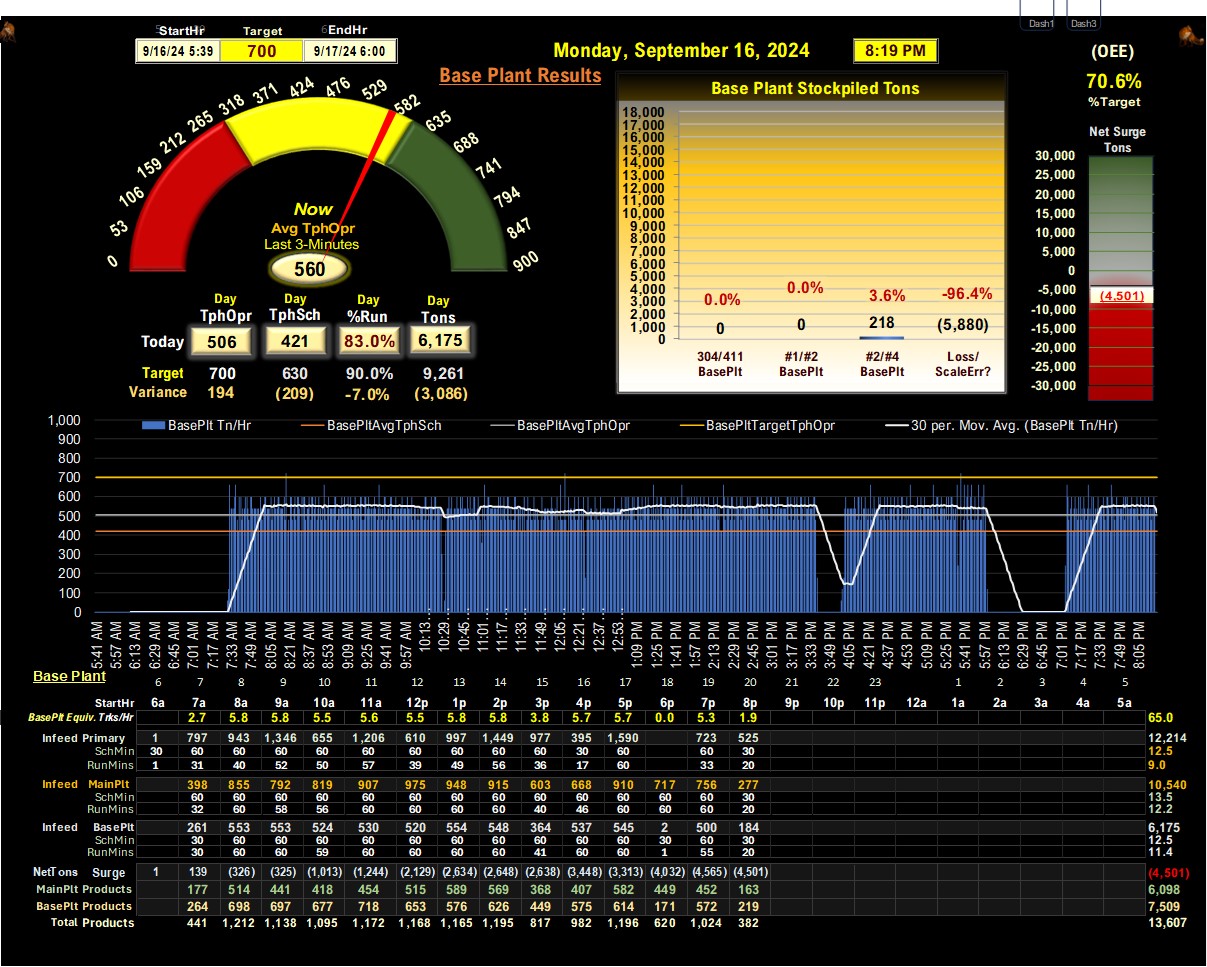 Dash1 Dash3
StartHr Target EndHr
9/16/24 5:39 700 9/17/24 6:00
Monday, September 16, 2024 8:19 PM
(OEE)
70.6%
%Target
Base Plant Results
0 53 106 159 212 265 318 371 424 476 529 582 635 688 741 794 847 900
Now
Avg TphOpr
Last 3-Minutes
560
Day TphOpr Day TphSch Day %Run Day Tons
Today 506 421 83.0% 6,175
Target 700 630 90.0% 9,261
Variance 194 (209) -7.0% (3,086)
Base Plant Stockpiled Tons
18,000
17,000
16,000
15,000
14,000
13,000
12,000
11,000
10,000
9,000
8,000
7,000
6,000
5,000
4,000
3,000
2,000
1,000
0
0.0% 0.0% 3.6% -96.4%
0 0 218 (5,880)
304/411 #1/#2 #2/#4 Loss/
BasePlt BasePlt BasePlt ScaleErr?
Net Surge
Tons
30,000
25,000
20,000
15,000
10,000
5,000
0
-5,000
(4,501)
-10,000
-15,000
-20,000
-25,000
-30,000
BasePlt Tn/Hr BasePltAvgTphSch BasePltAvgTphOpr BasePltTargetTphOpr 30 per. Mov. Avg. (BasePlt Tn/Hr)
1,000
900
800
700
600
500
400
300
200
100
0
5:41 AM 5:57 AM 6:13 AM 6:29 AM 6:45 AM 7:01 AM 7:17 AM 7:33 AM 7:49 AM 8:05 AM 8:21 AM 8:37 AM 8:53 AM 9:09 AM 9:25 AM 9:41 AM 9:57 AM 10:13… 10:29… 10:45… 11:01… 11:17… 11:33… 11:49… 12:05… 12:21… 12:37… 12:53… 1:09 PM 1:25 PM 1:41 PM 1:57 PM 2:13 PM 2:29 PM 2:45 PM 3:01 PM 3:17 PM 3:33 PM 3:49 PM 4:05 PM 4:21 PM 4:37 PM 4:53 PM 5:09 PM 5:25 PM 5:41 PM 5:57 PM 6:13 PM 6:29 PM 6:45 PM 7:01 PM 7:17 PM 7:33 PM 7:49 PM 8:05 PM
Base Plant 6 7 8 9 10 11 12 13 14 15 16 17 18 19 20 21 22 23 1 2 3 4 5
StartHr 6a 7a 8a 9a 10a 11a 12p 1p 2p 3p 4p 5p 6p 7p 8p 9p 10p 11p 12a 1a 2a 3a 4a 5a
BasePlt Equiv. Trks/Hr 2.7 5.8 5.8 5.5 5.6 5.5 5.8 5.8 3.8 5.7 5.7 0.0 5.3 1.9 65.0
Infeed Primary 1 797 943 1,346 655 1,206 610 997 1,449 977 395 1,590 723 525 12,214
SchMin 30 60 60 60 60 60 60 60 60 60 30 60 60 30 12.5
RunMins 1 31 40 52 50 57 39 49 56 36 17 60 33 20 9.0
Infeed MainPlt 398 855 792 819 907 975 948 915 603 668 910 717 756 277 10,540
SchMin 60 60 60 60 60 60 60 60 60 60 60 60 60 30 13.5
RunMins 32 60 58 56 60 60 60 60 40 46 60 60 60 20 12.2
Infeed BasePlt 261 553 553 524 530 520 554 548 364 537 545 2 500 184 6,175
SchMin 30 60 60 60 60 60 60 60 60 60 60 30 60 30 12.5
RunMins 30 60 60 59 60 60 60 60 41 60 60 1 55 20 11.4
NetTons Surge 1 139 (326) (325) (1,013) (1,244) (2,129) (2,634) (2,648) (2,638) (3,448) (3,313) (4,032) (4,565) (4,501) (4,501)
MainPlt Products 177 514 441 418 454 515 589 569 368 407 582 449 452 163 6,098
BasePlt Products 264 698 697 677 718 653 576 626 449 575 614 171 572 219 7,509
Total Products 441 1,212 1,138 1,095 1,172 1,168 1,165 1,195 817 982 1,196 620 1,024 382 13,607